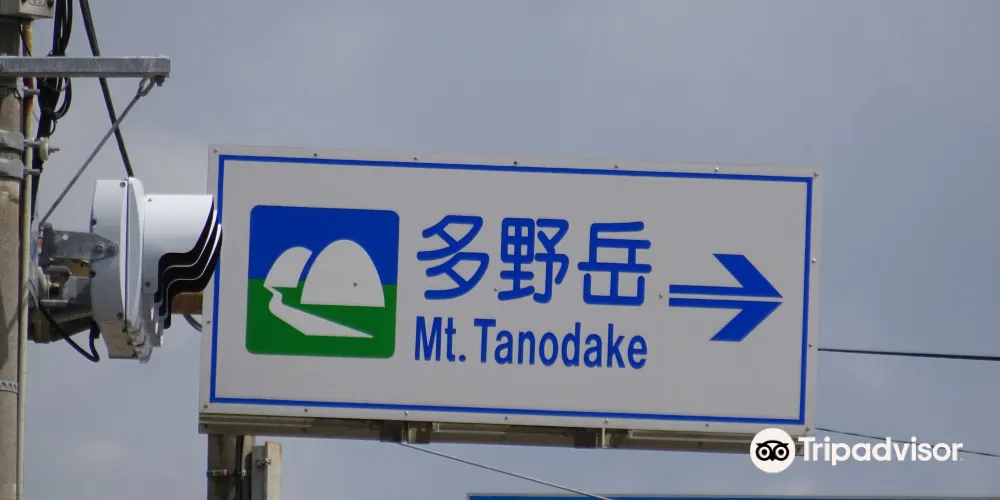 多野岳
Mt. Tanodake
Tripadvisor